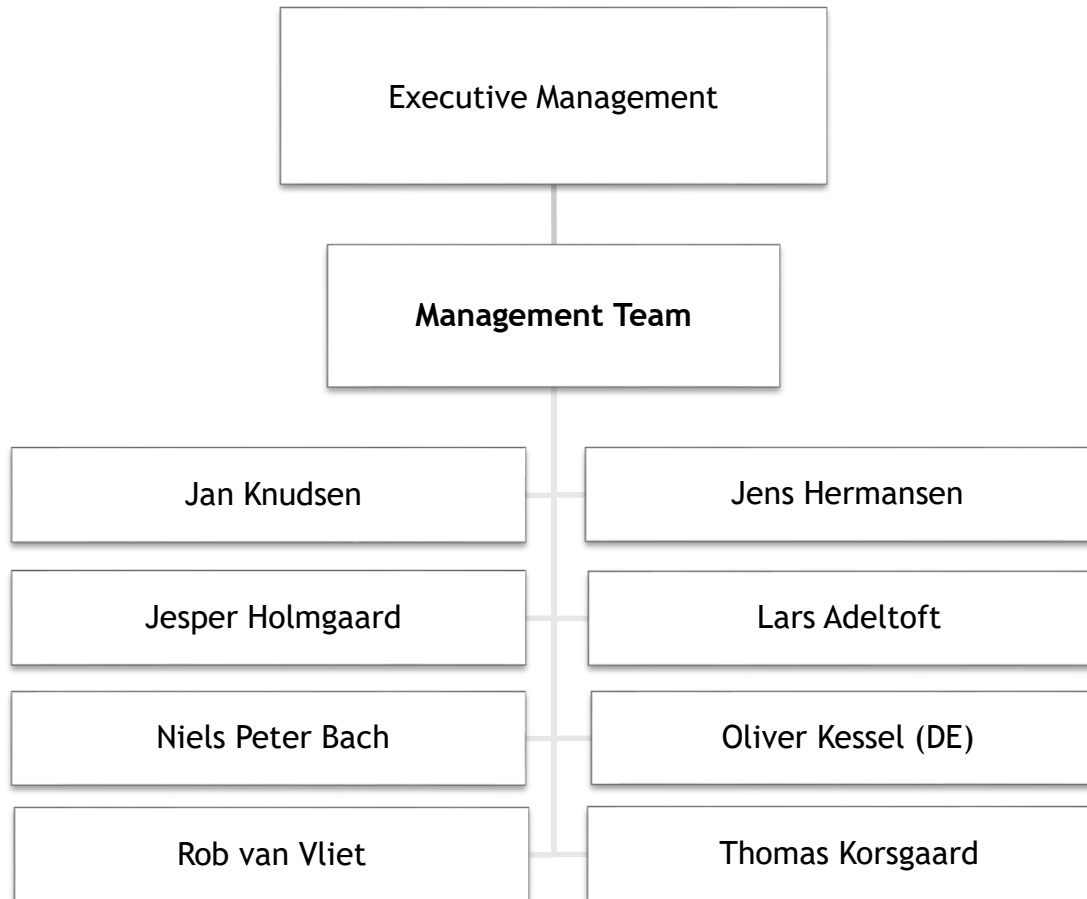 Executive Management
Management Team
Jan Knudsen
Jens Hermansen
Jesper Holmgaard
Lars Adeltoft
Niels Peter Bach
Oliver Kessel (DE)
Rob van Vliet
Thomas Korsgaard